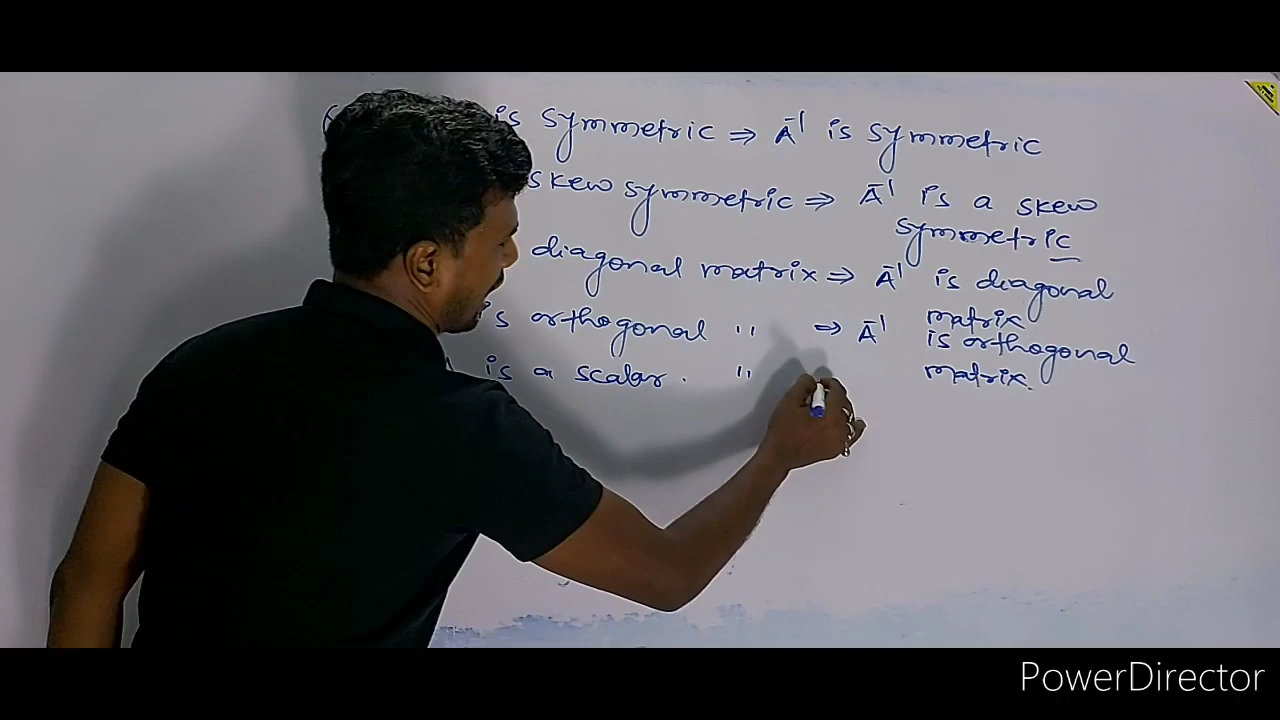 is symmetric ⇒ A⁻¹ is symmetric
skew symmetric ⇒ A⁻¹ is a skew
symmetric
diagonal matrix ⇒ A⁻¹ is diagonal
matrix
is orthogonal " ⇒ A⁻¹ is orthogonal
is a scalar. " matrix.
PowerDirector